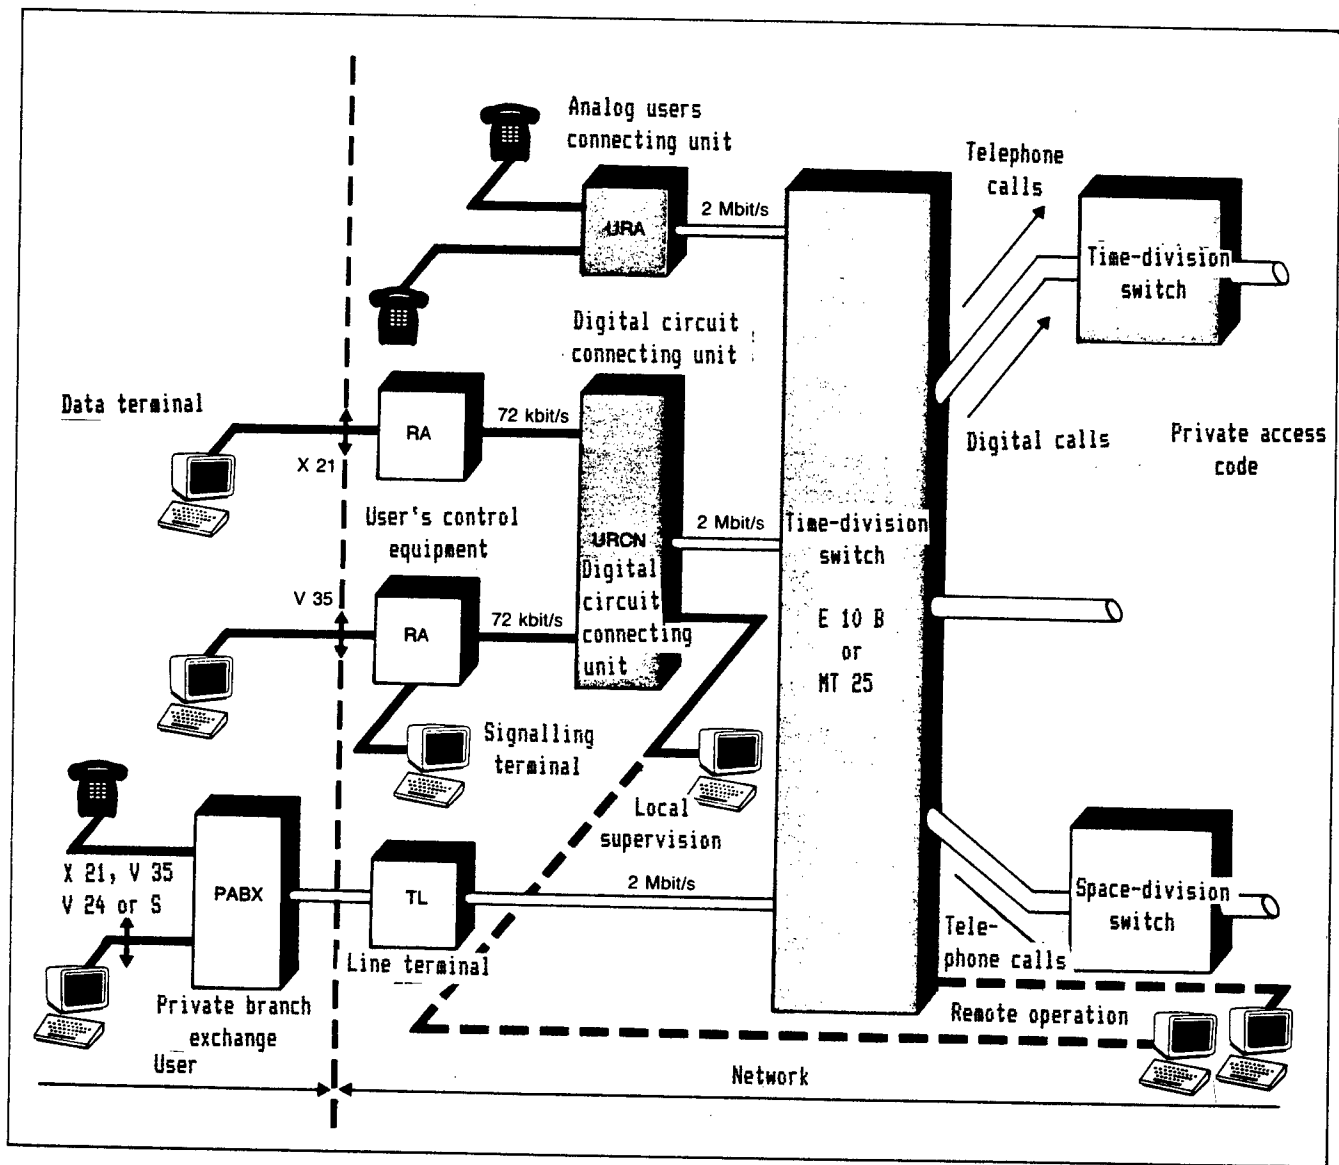 Analog users
connecting unit
Telephone
calls
URA
2 Mbit/s
Time-division
switch
Digital circuit
connecting unit
Data terminal
X 21
RA
72 kbit/s
Digital calls
Private access
code
User's control
equipment
URCN
Digital
circuit
connecting
unit
2 Mbit/s
Time-division
switch
E 10 B
or
MT 25
V 35
RA
72 kbit/s
Signalling
terminal
Local
supervision
X 21, V 35
V 24 or S
PABX
TL
2 Mbit/s
Space-division
switch
Line terminal
Tele-
phone calls
Private branch
exchange
Remote operation
User
Network